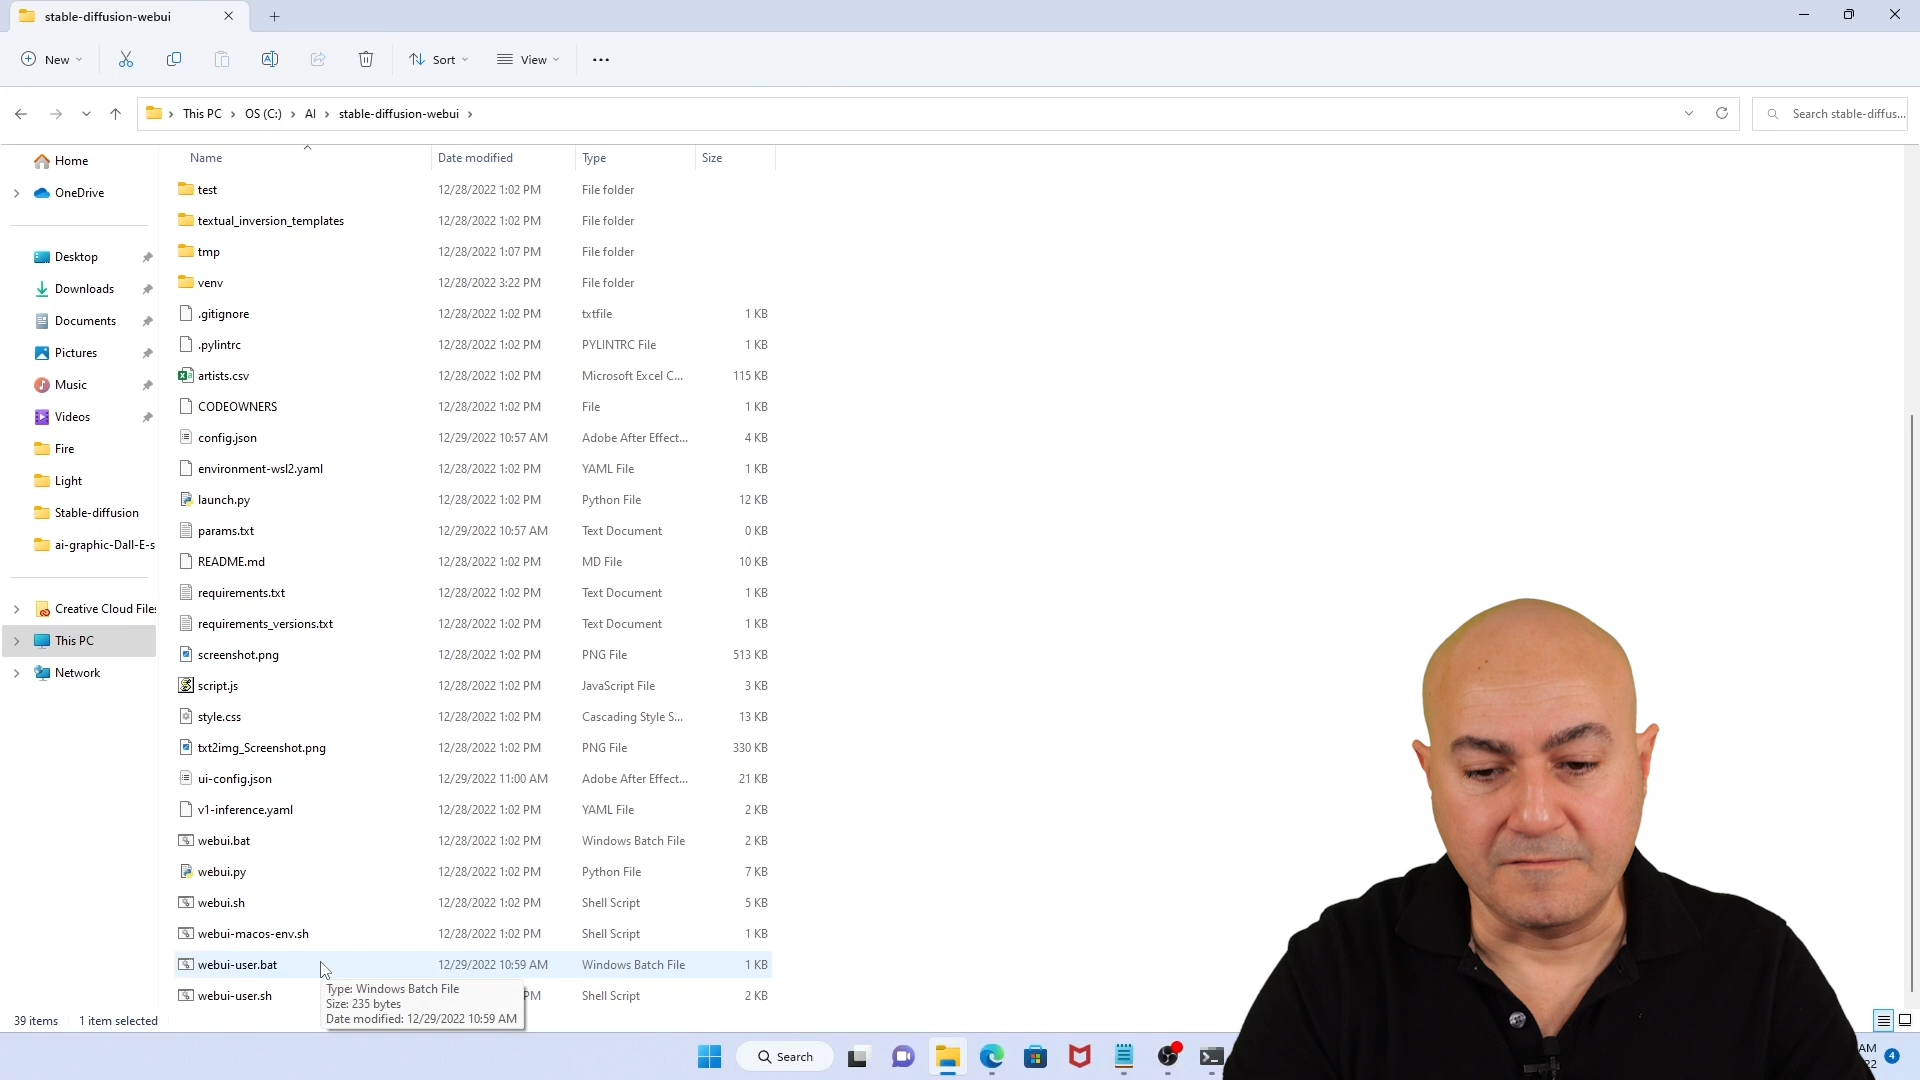 stable-diffusion-webui
New
Sort
View
This PC > OS (C:) > AI > stable-diffusion-webui >
Search stable-diffus...
Home
OneDrive
Desktop
Downloads
Documents
Pictures
Music
Videos
Fire
Light
Stable-diffusion
ai-graphic-Dall-E-s
Creative Cloud Files
This PC
Network
Name Date modified Type Size
test 12/28/2022 1:02 PM File folder
textual_inversion_templates 12/28/2022 1:02 PM File folder
tmp 12/28/2022 1:07 PM File folder
venv 12/28/2022 3:22 PM File folder
.gitignore 12/28/2022 1:02 PM txtfile 1 KB
.pylintrc 12/28/2022 1:02 PM PYLINTRC File 1 KB
artists.csv 12/28/2022 1:02 PM Microsoft Excel C... 115 KB
CODEOWNERS 12/28/2022 1:02 PM File 1 KB
config.json 12/29/2022 10:57 AM Adobe After Effect... 4 KB
environment-wsl2.yaml 12/28/2022 1:02 PM YAML File 1 KB
launch.py 12/28/2022 1:02 PM Python File 12 KB
params.txt 12/29/2022 10:57 AM Text Document 0 KB
README.md 12/28/2022 1:02 PM MD File 10 KB
requirements.txt 12/28/2022 1:02 PM Text Document 1 KB
requirements_versions.txt 12/28/2022 1:02 PM Text Document 1 KB
screenshot.png 12/28/2022 1:02 PM PNG File 513 KB
script.js 12/28/2022 1:02 PM JavaScript File 3 KB
style.css 12/28/2022 1:02 PM Cascading Style S... 13 KB
txt2img_Screenshot.png 12/28/2022 1:02 PM PNG File 330 KB
ui-config.json 12/29/2022 11:00 AM Adobe After Effect... 21 KB
v1-inference.yaml 12/28/2022 1:02 PM YAML File 2 KB
webui.bat 12/28/2022 1:02 PM Windows Batch File 2 KB
webui.py 12/28/2022 1:02 PM Python File 7 KB
webui.sh 12/28/2022 1:02 PM Shell Script 5 KB
webui-macos-env.sh 12/28/2022 1:02 PM Shell Script 1 KB
webui-user.bat 12/29/2022 10:59 AM Windows Batch File 1 KB
webui-user.sh PM Shell Script 2 KB
Type: Windows Batch File
Size: 235 bytes
Date modified: 12/29/2022 10:59 AM
39 items 1 item selected
Search
AM
22
4